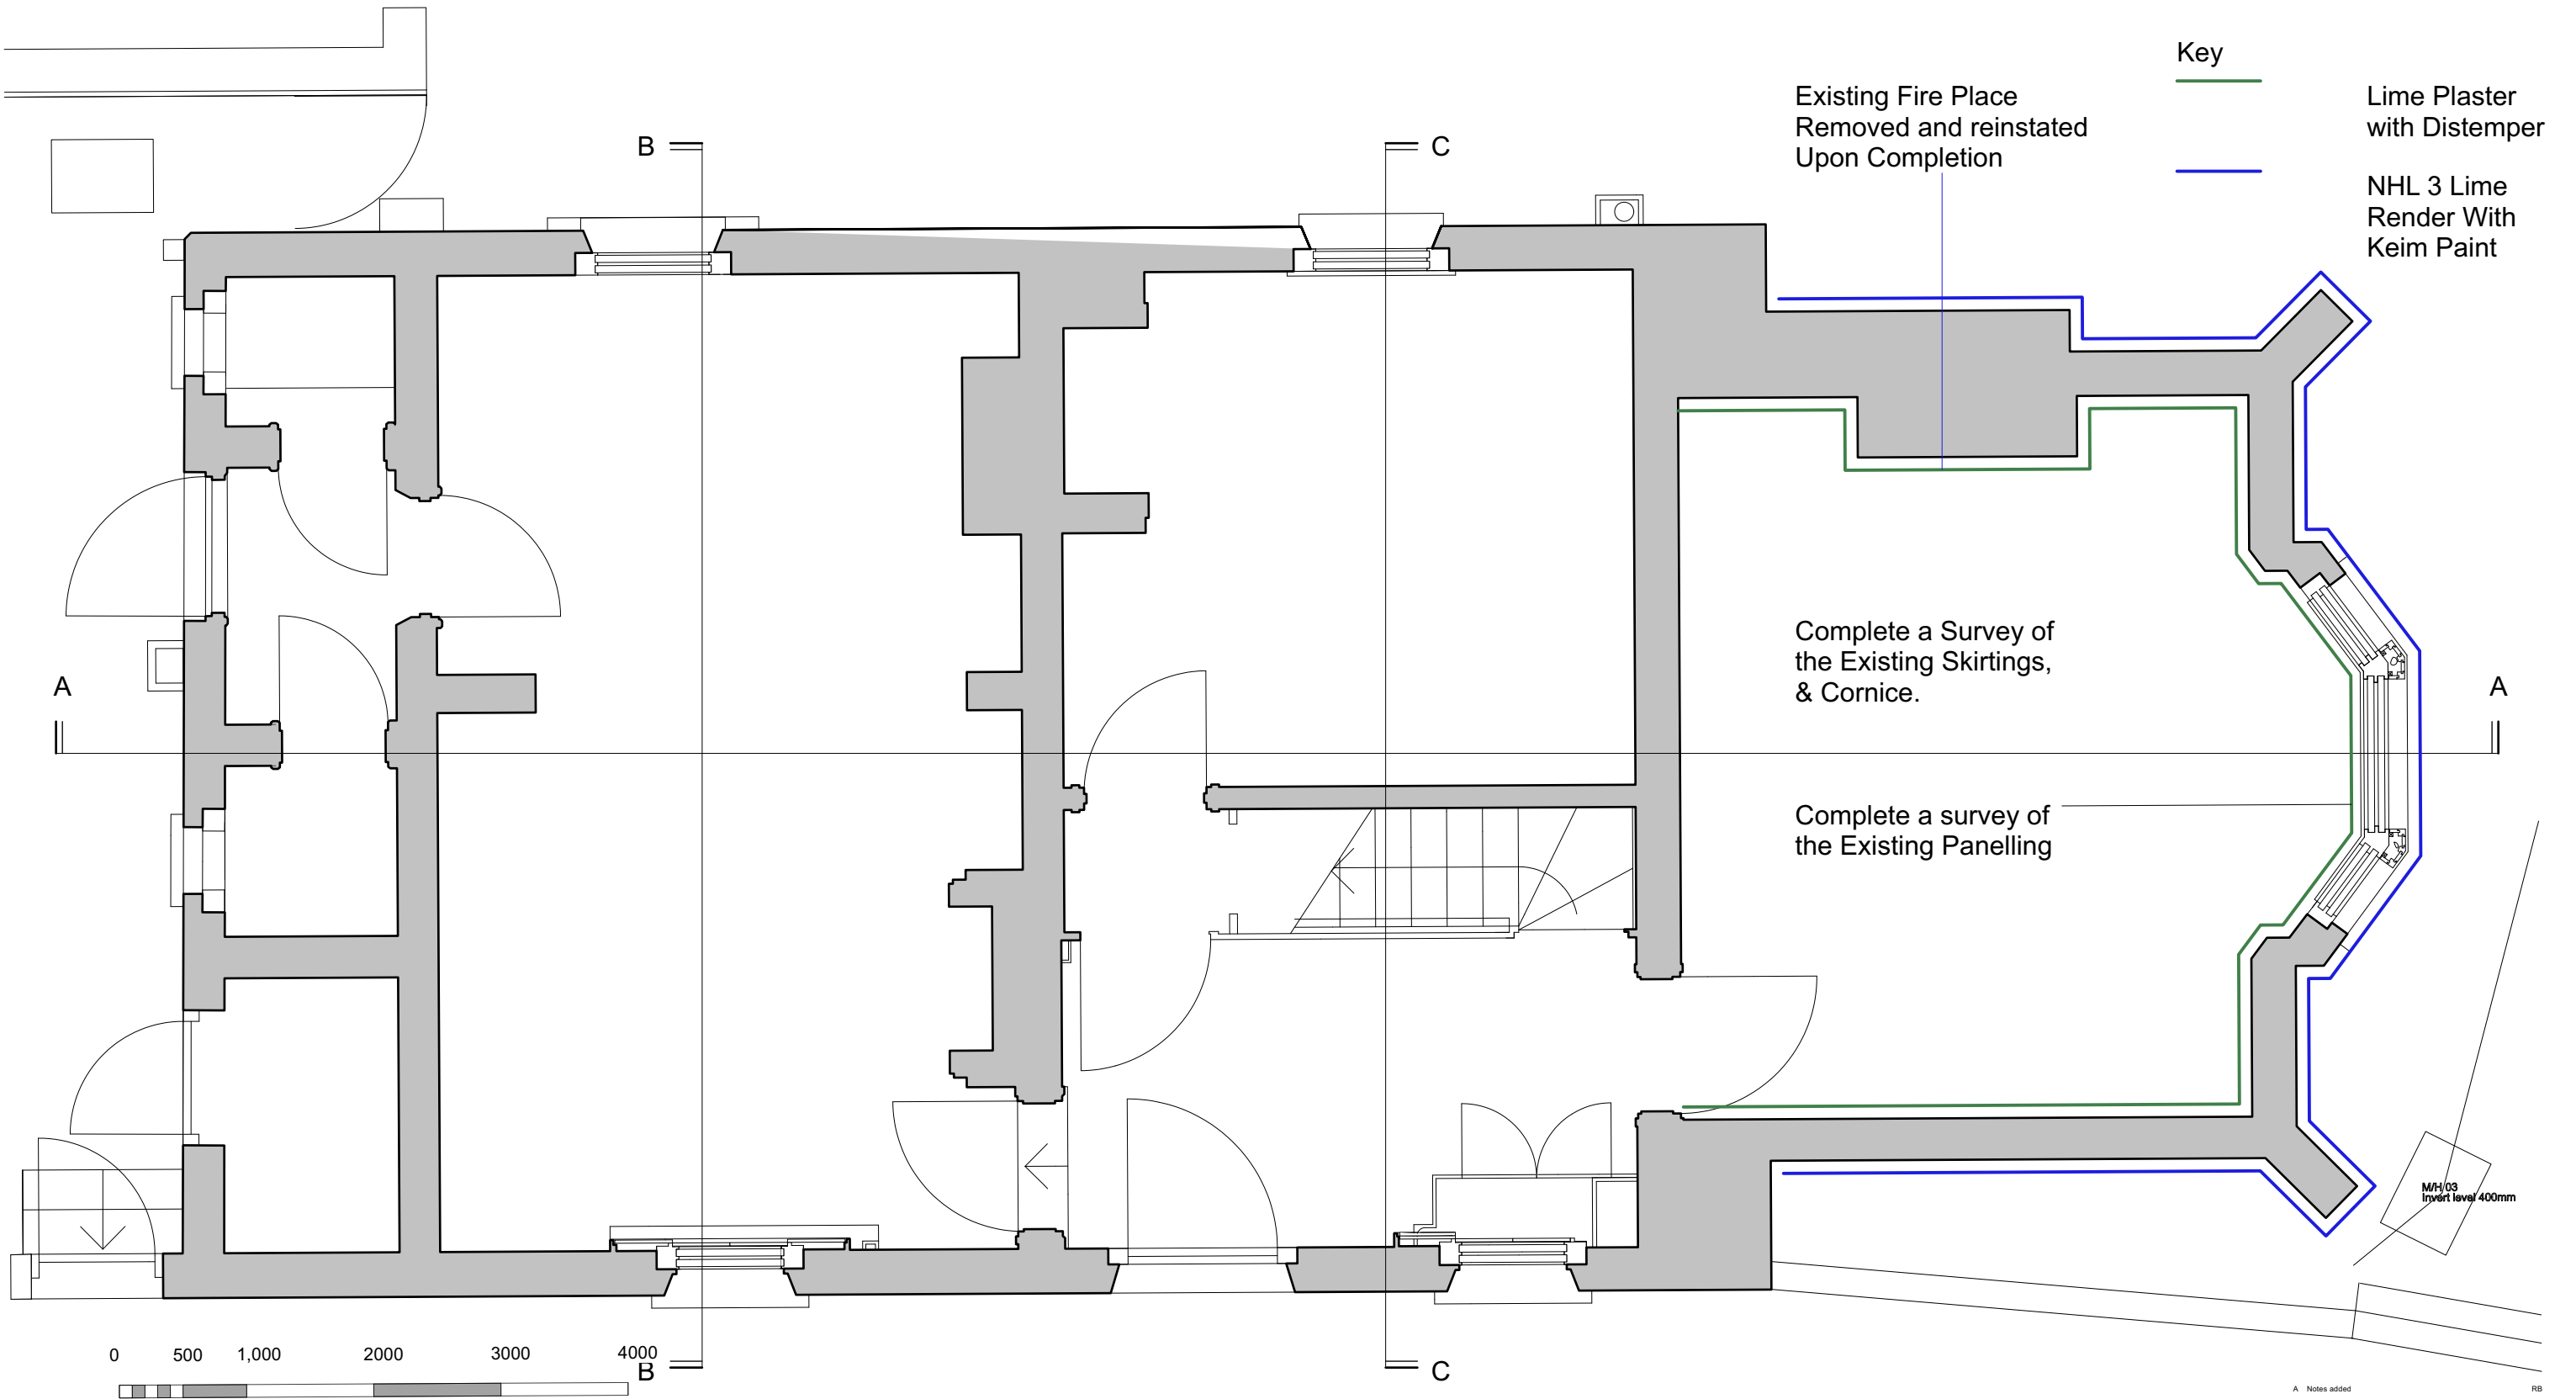 Key
Existing Fire Place
Removed and reinstated
Upon Completion
Lime Plaster
with Distemper
NHL 3 Lime
Render With
Keim Paint
B
C
Complete a Survey of
the Existing Skirtings,
& Cornice.
A
A
Complete a survey of
the Existing Panelling
M/H 03
Invert level 400mm
0 500 1,000 2000 3000 4000
B
C
A Notes added RB